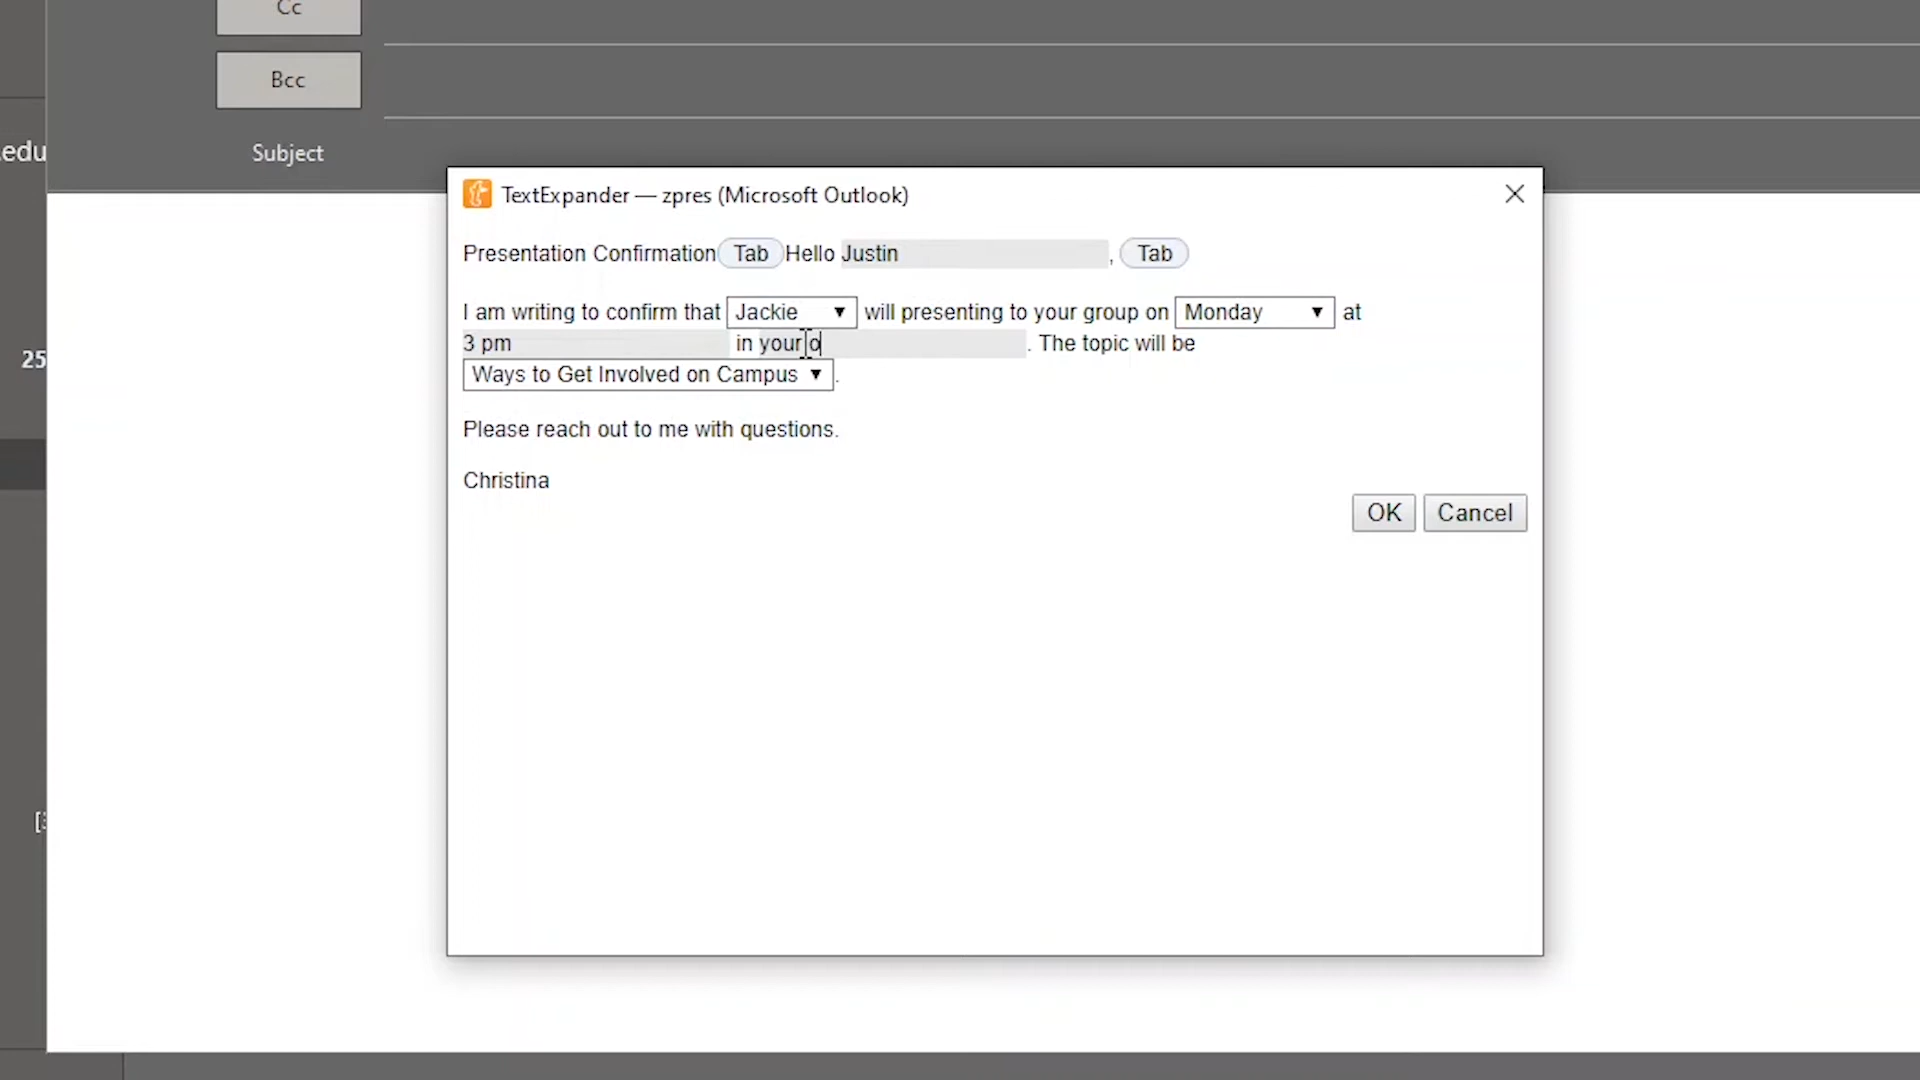 Cc
Bcc
.edu
Subject
TextExpander — zpres (Microsoft Outlook)
Presentation Confirmation Tab Hello Justin , Tab
I am writing to confirm that Jackie will presenting to your group on Monday at
3 pm in your o . The topic will be
25
Ways to Get Involved on Campus .
Please reach out to me with questions.
Christina
OK Cancel